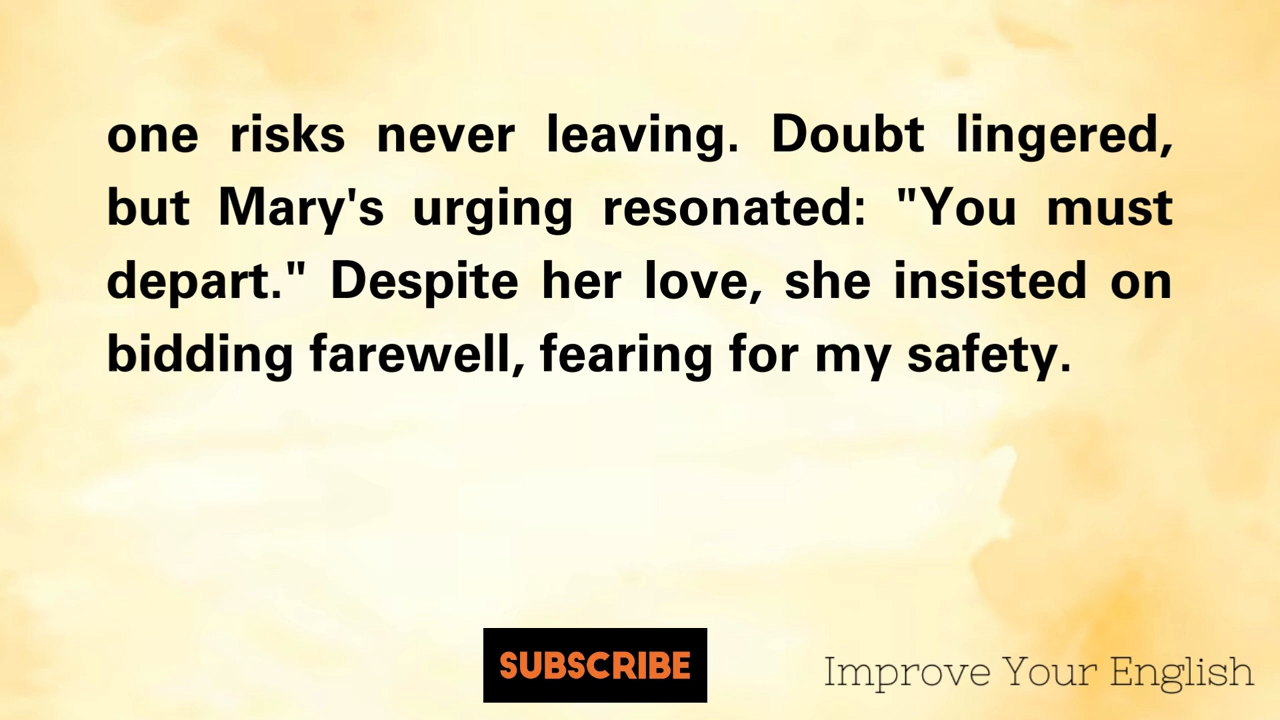 one risks never leaving. Doubt lingered,
but Mary's urging resonated: "You must
depart." Despite her love, she insisted on
bidding farewell, fearing for my safety.
SUBSCRIBE
Improve Your English